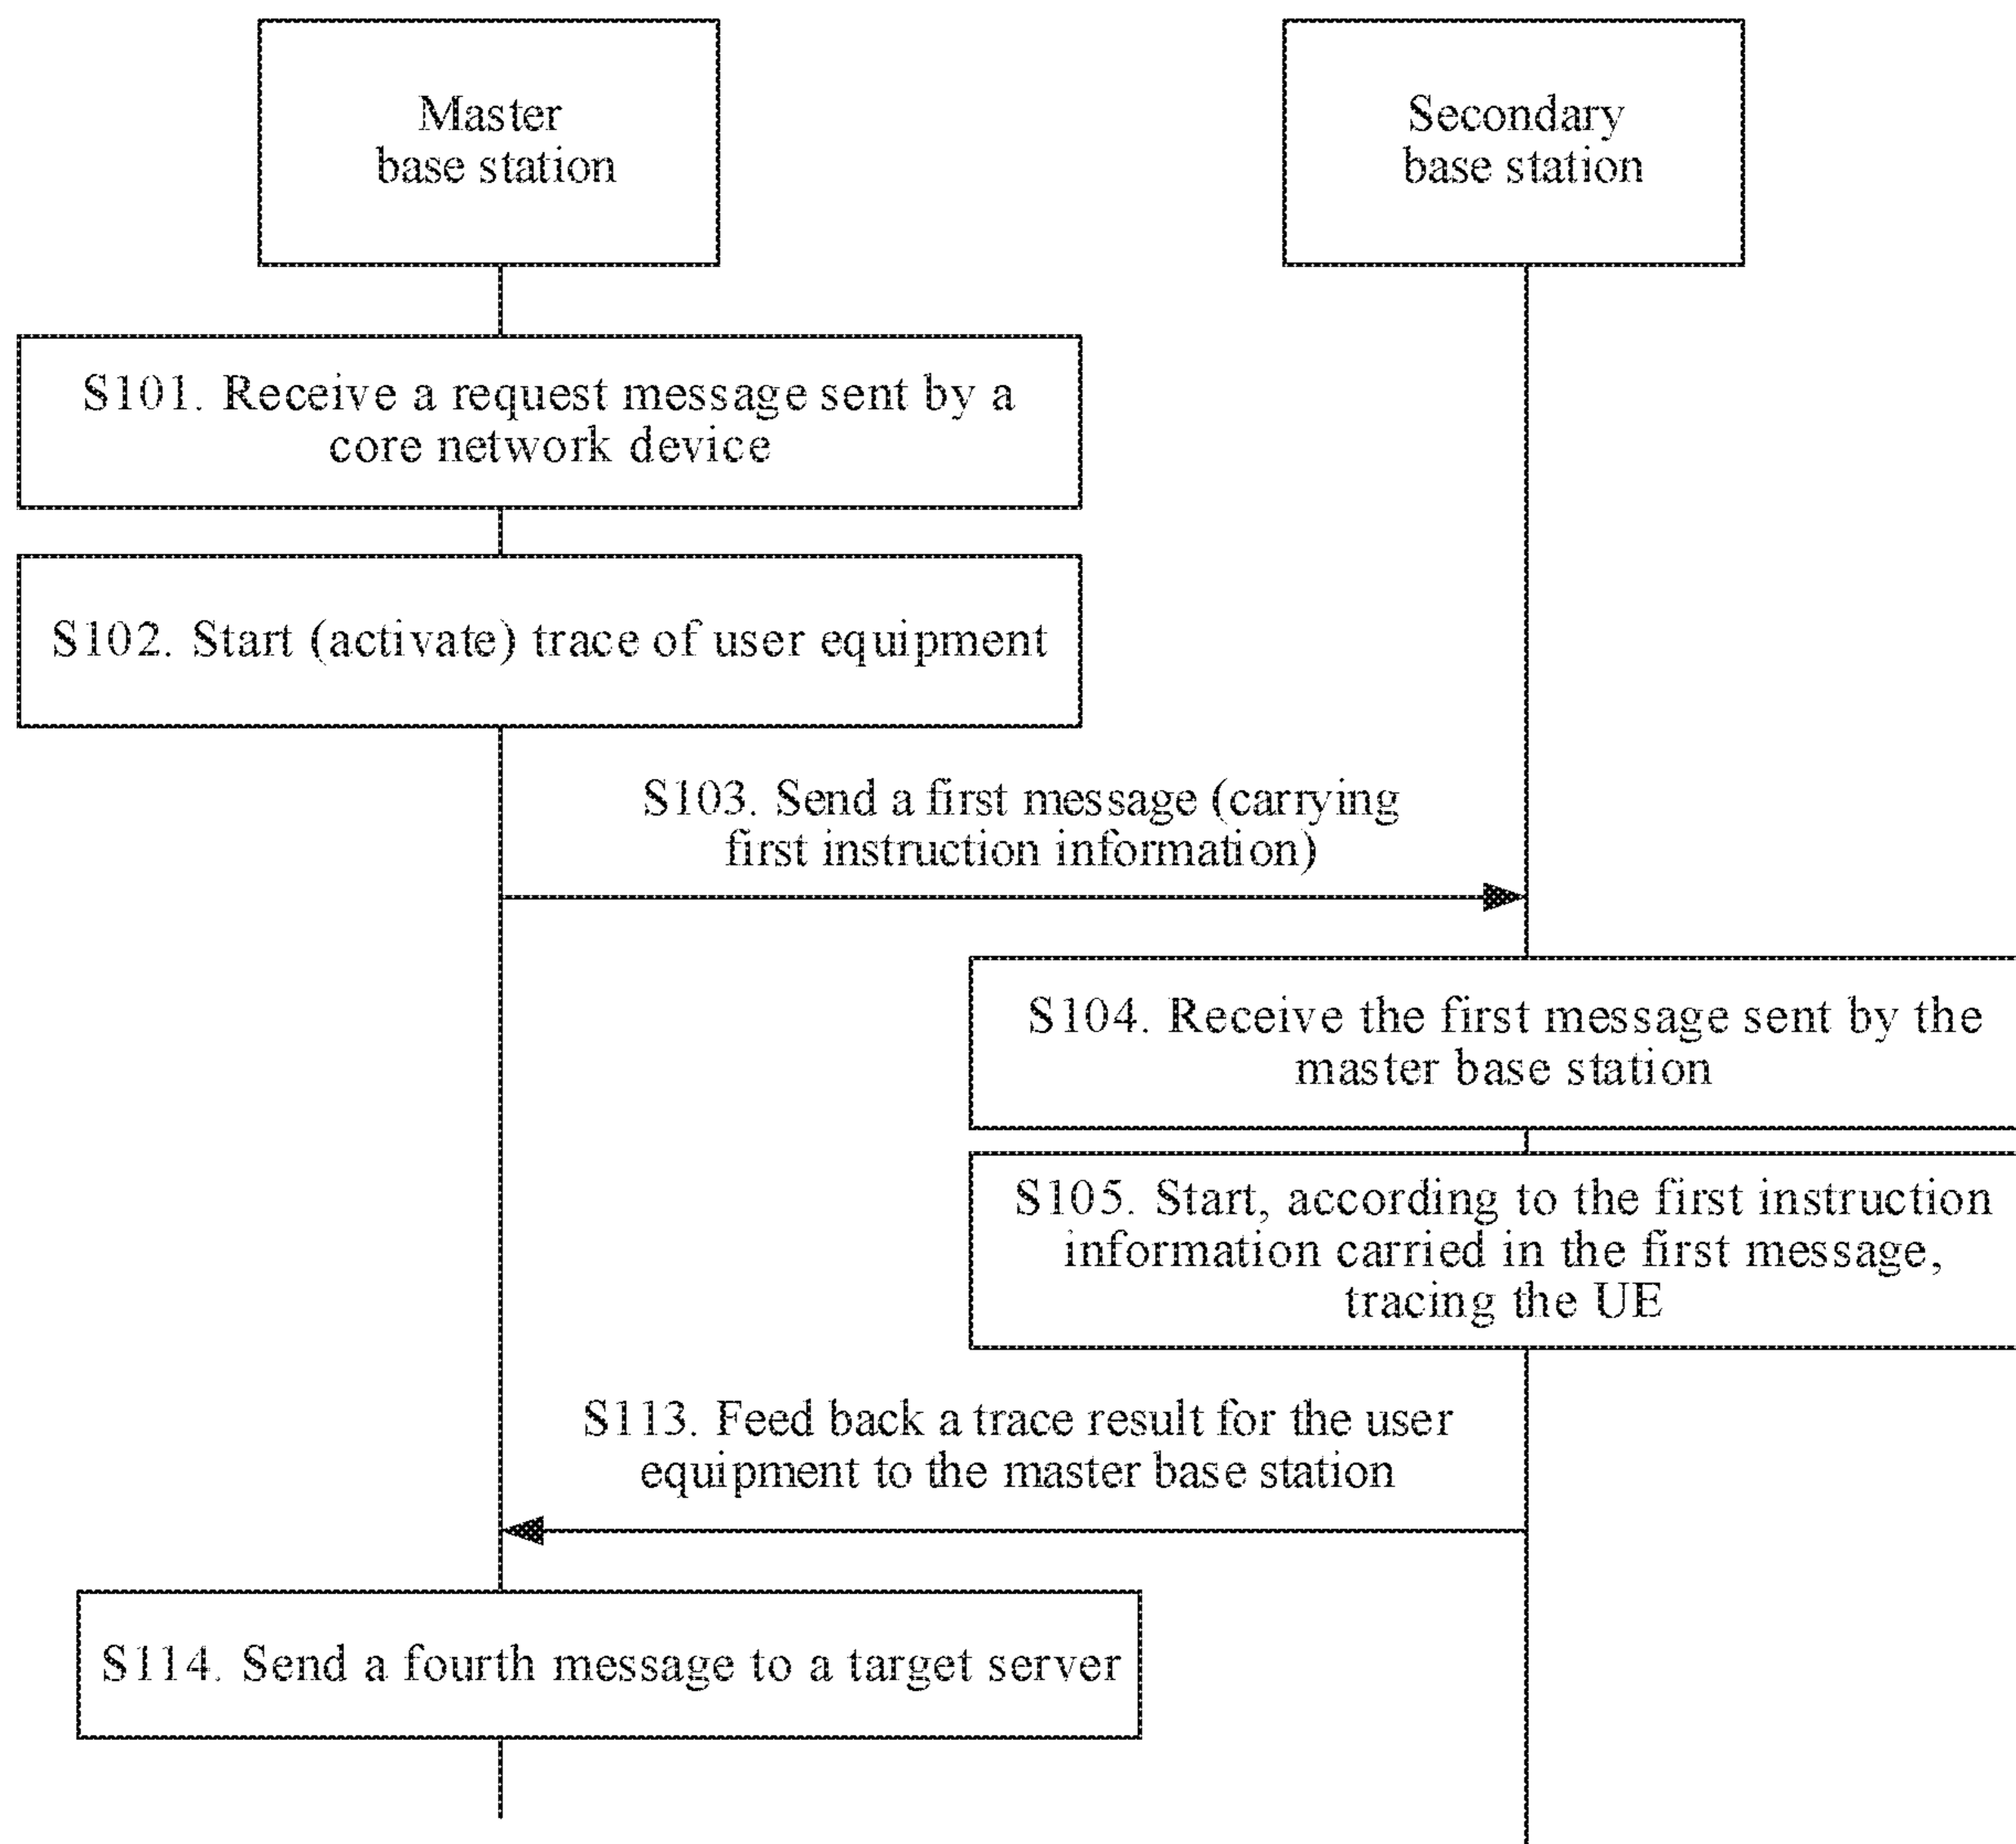 Master
base station
Secondary
base station
S101. Receive a request message sent by a
core network device
S102. Start (activate) trace of user equipment
S103. Send a first message (carrying
first instruction information)
S104. Receive the first message sent by the
master base station
S105. Start, according to the first instruction
information carried in the first message,
tracing the UE
S113. Feed back a trace result for the user
equipment to the master base station
S114. Send a fourth message to a target server